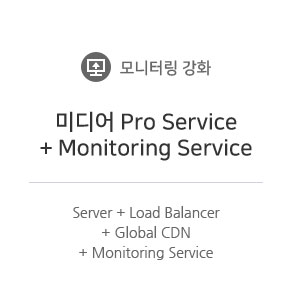 모니터링 강화
미디어 Pro Service
+ Monitoring Service
Server + Load Balancer
+ Global CDN
+ Monitoring Service